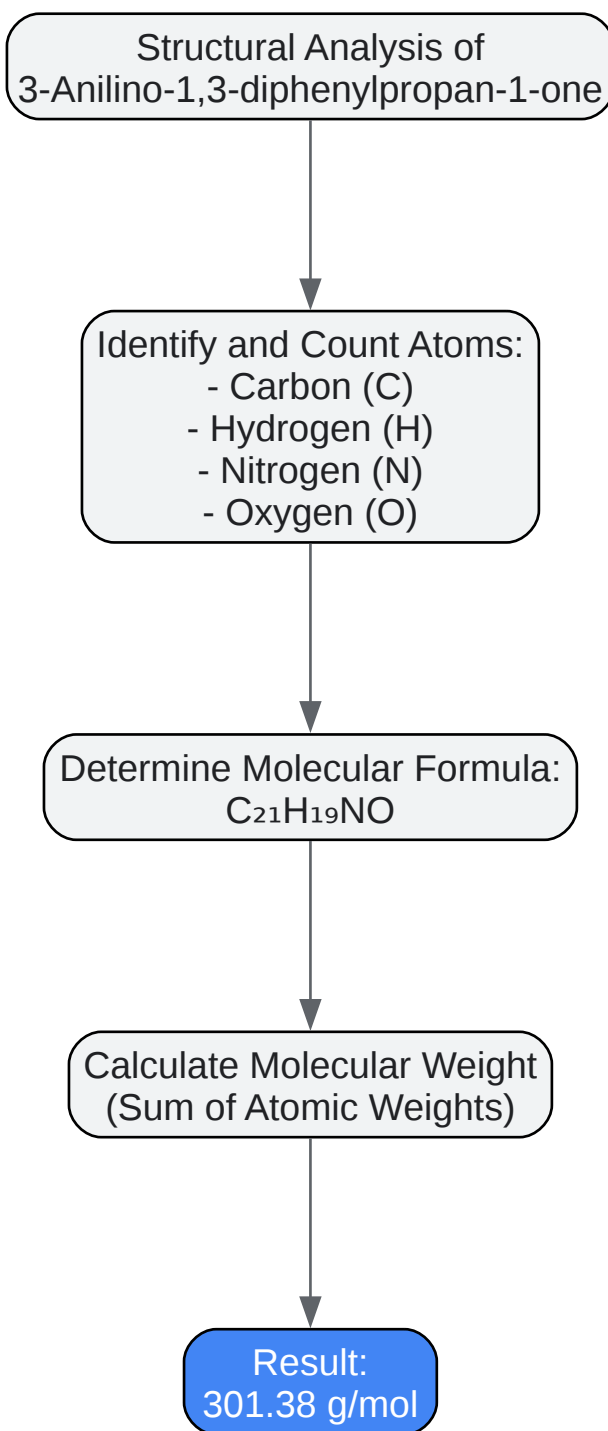 Structural Analysis of
3-Anilino-1,3-diphenylpropan-1-one
Identify and Count Atoms:
- Carbon (C)
- Hydrogen (H)
- Nitrogen (N)
- Oxygen (O)
Determine Molecular Formula:
C₂₁H₁₉NO
Calculate Molecular Weight
(Sum of Atomic Weights)
Result:
301.38 g/mol